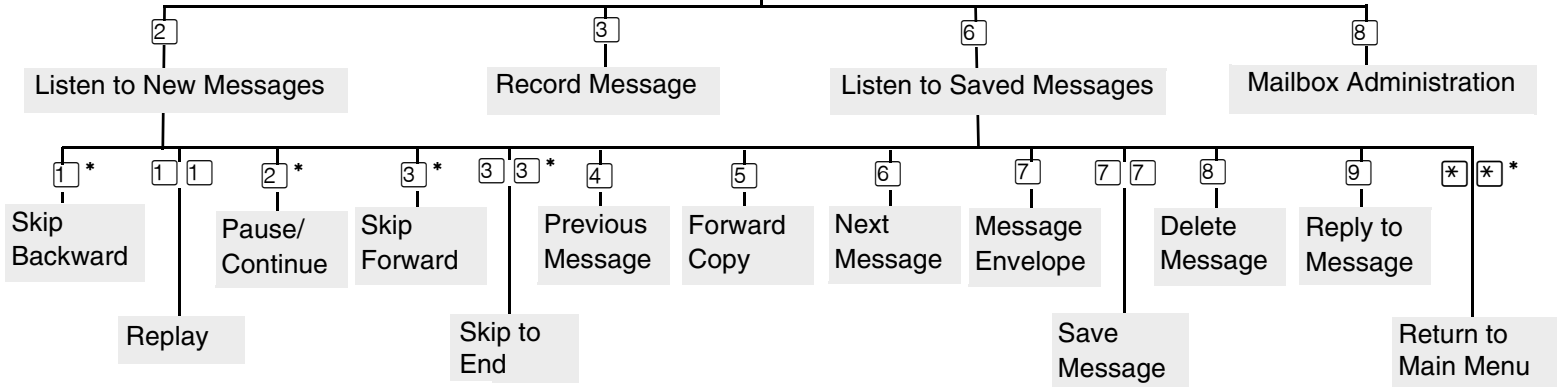 2 3 6 8
Listen to New Messages Record Message Listen to Saved Messages Mailbox Administration
1 * 1 1 2 * 3 * 3 3 * 4 5 6 7 7 7 8 9 * * *
Skip
Backward
Replay
Pause/
Continue
Skip
Forward
Skip to
End
Previous
Message
Forward
Copy
Next
Message
Message
Envelope
Save
Message
Delete
Message
Reply to
Message
Return to
Main Menu